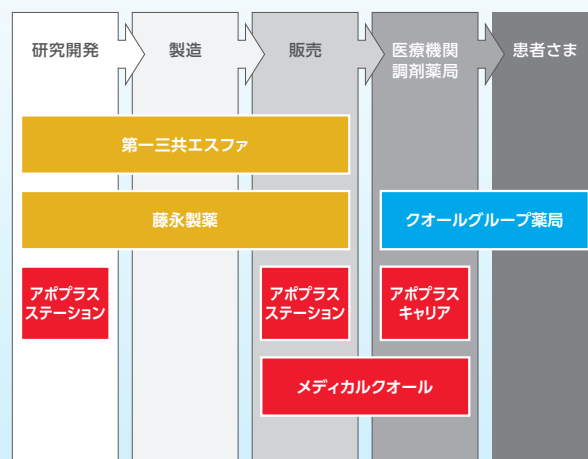 研究開発
製造
販売
医療機関
調剤薬局
患者さま
第一三共エスファ
藤永製薬
クオールグループ薬局
アポプラス
ステーション
アポプラス
ステーション
アポプラス
キャリア
メディカルクオール